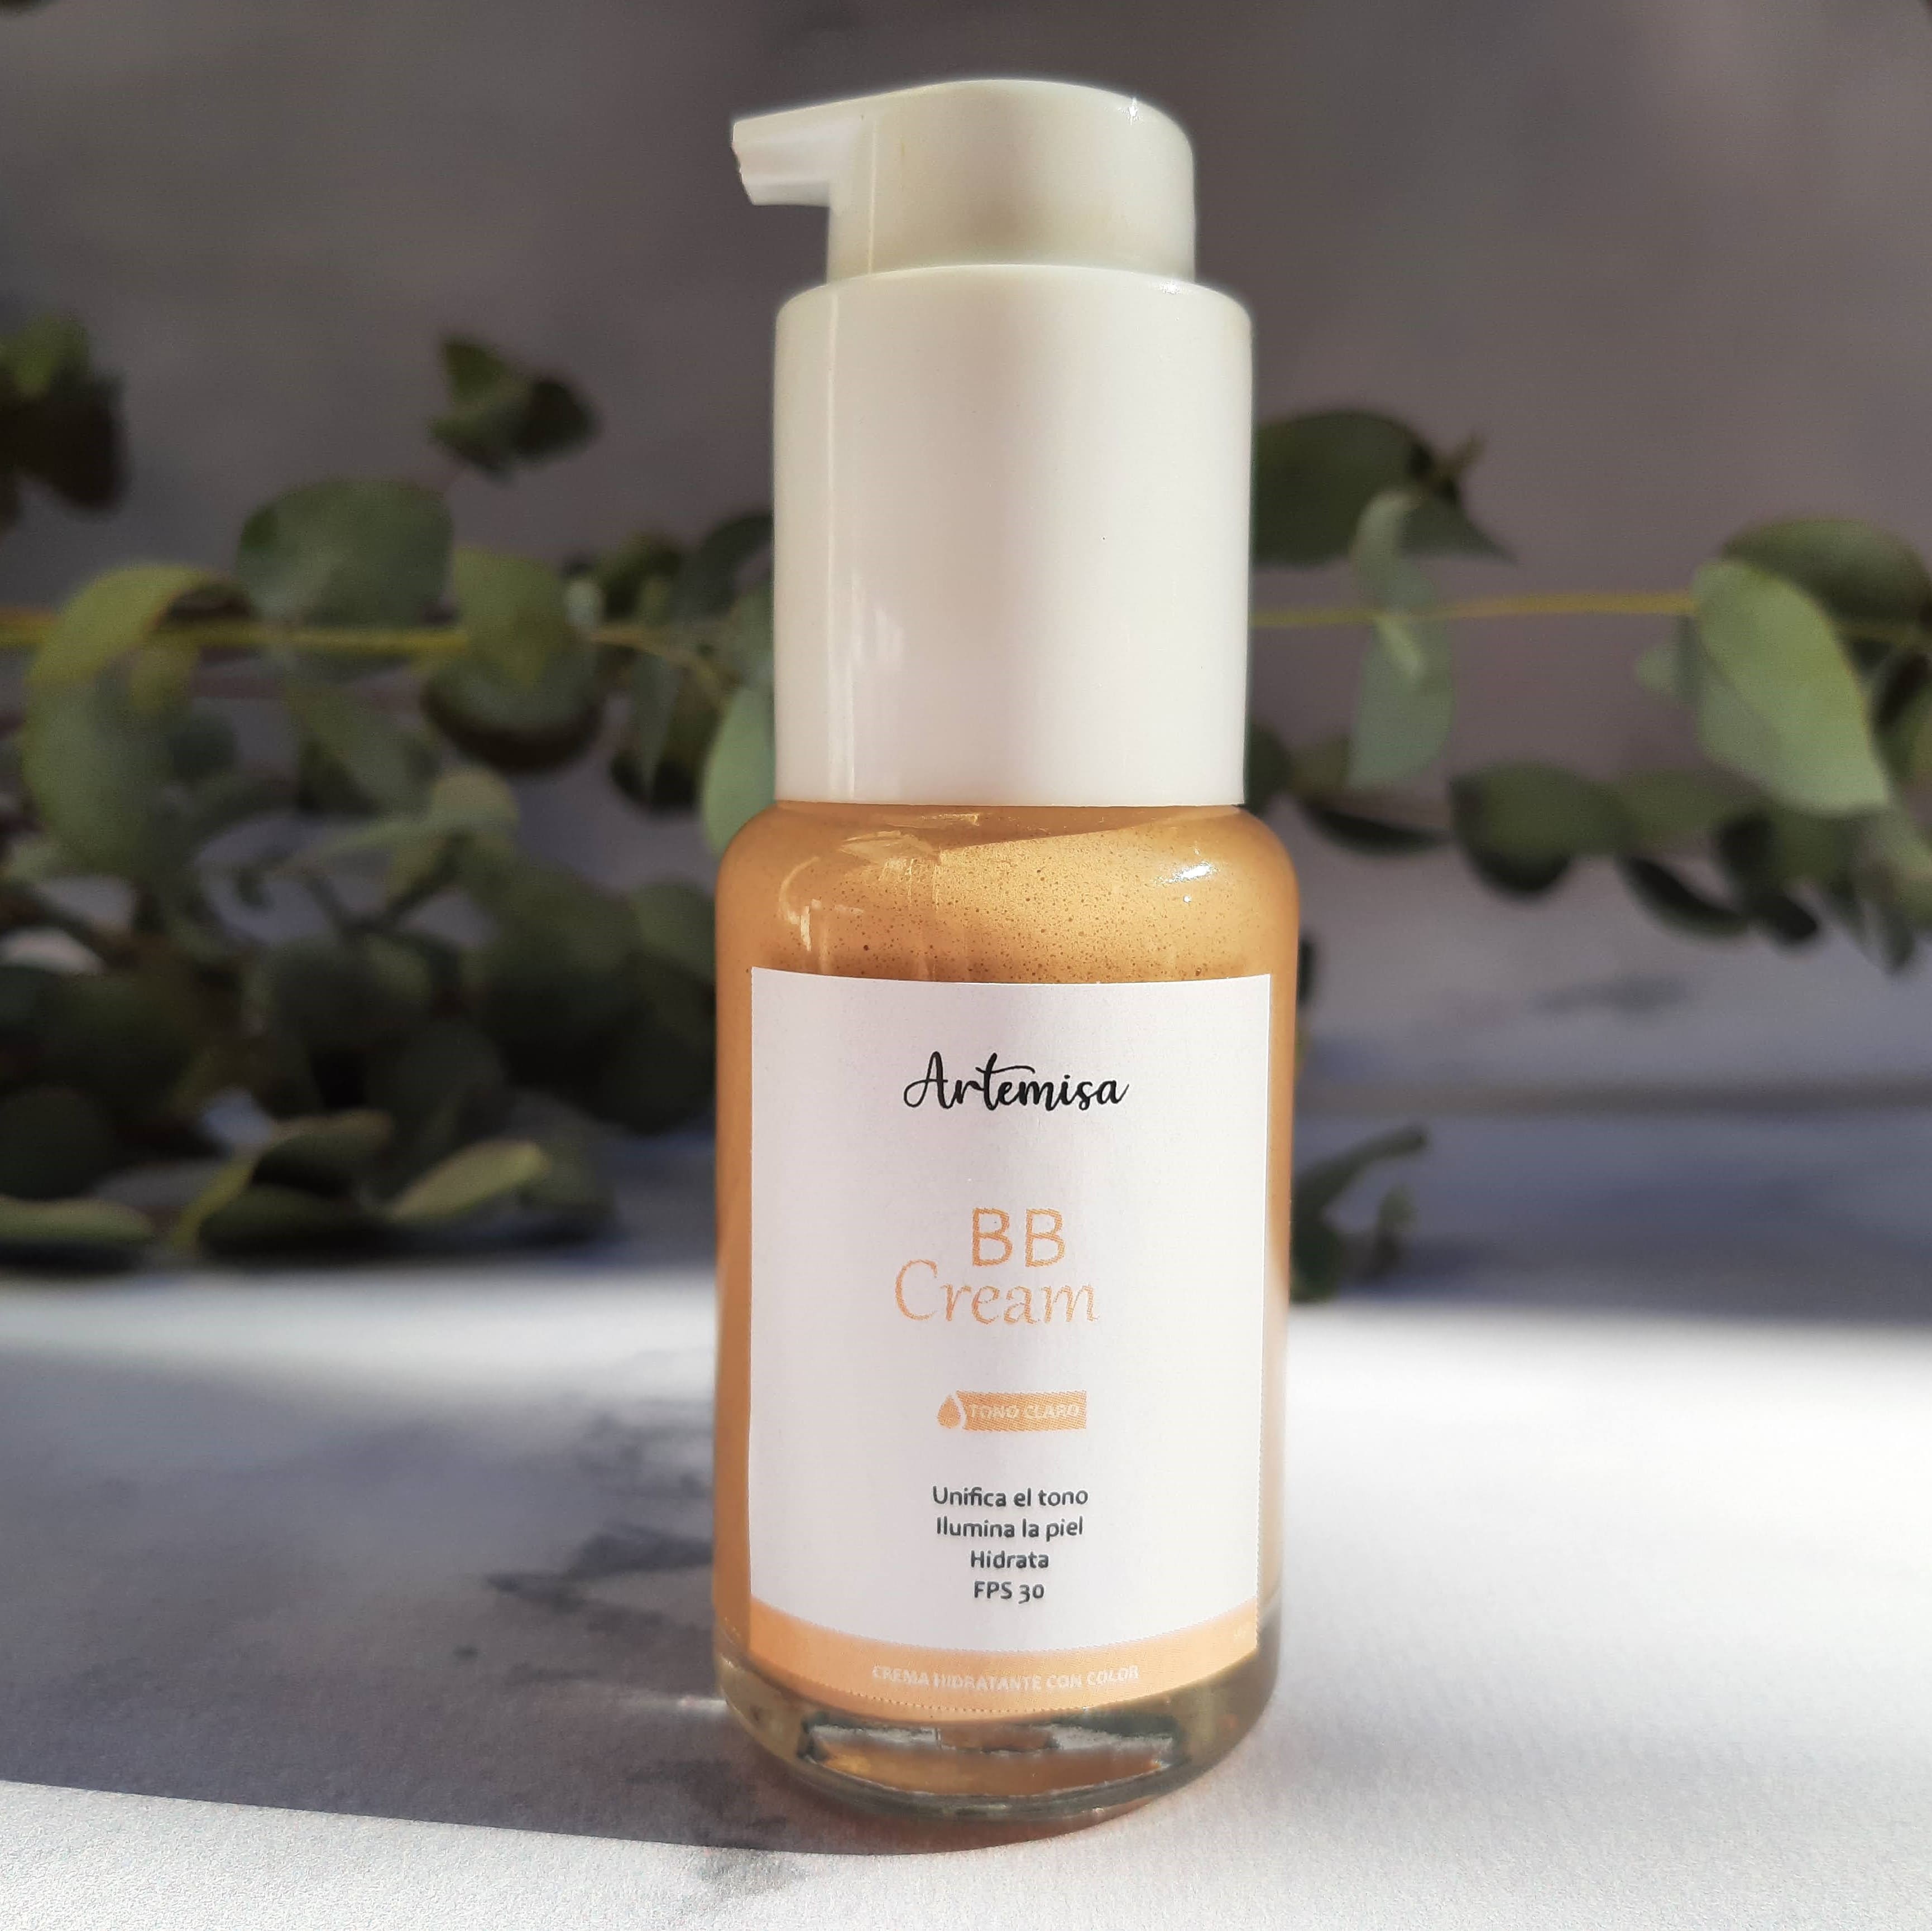 Artemisa
BB
Cream
TONO CLARO
Unifica el tono
Ilumina la piel
Hidrata
FPS 30
CREMA HIDRATANTE CON COLOR